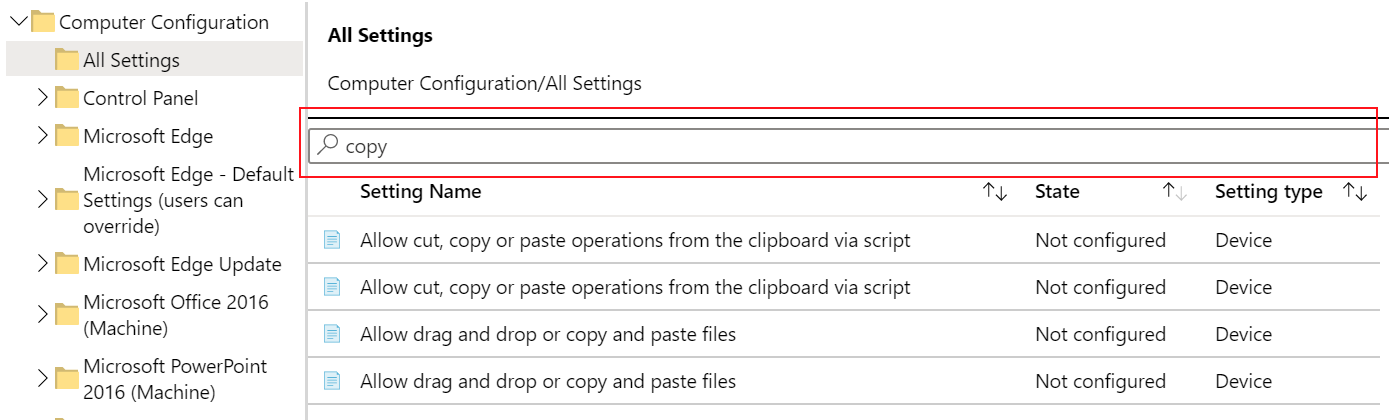 Computer Configuration
All Settings
Control Panel
Microsoft Edge
Microsoft Edge - Default
Settings (users can
override)
Microsoft Edge Update
Microsoft Office 2016
(Machine)
Microsoft PowerPoint
2016 (Machine)
All Settings
Computer Configuration/All Settings
copy
Setting Name State Setting type
Allow cut, copy or paste operations from the clipboard via script Not configured Device
Allow cut, copy or paste operations from the clipboard via script Not configured Device
Allow drag and drop or copy and paste files Not configured Device
Allow drag and drop or copy and paste files Not configured Device